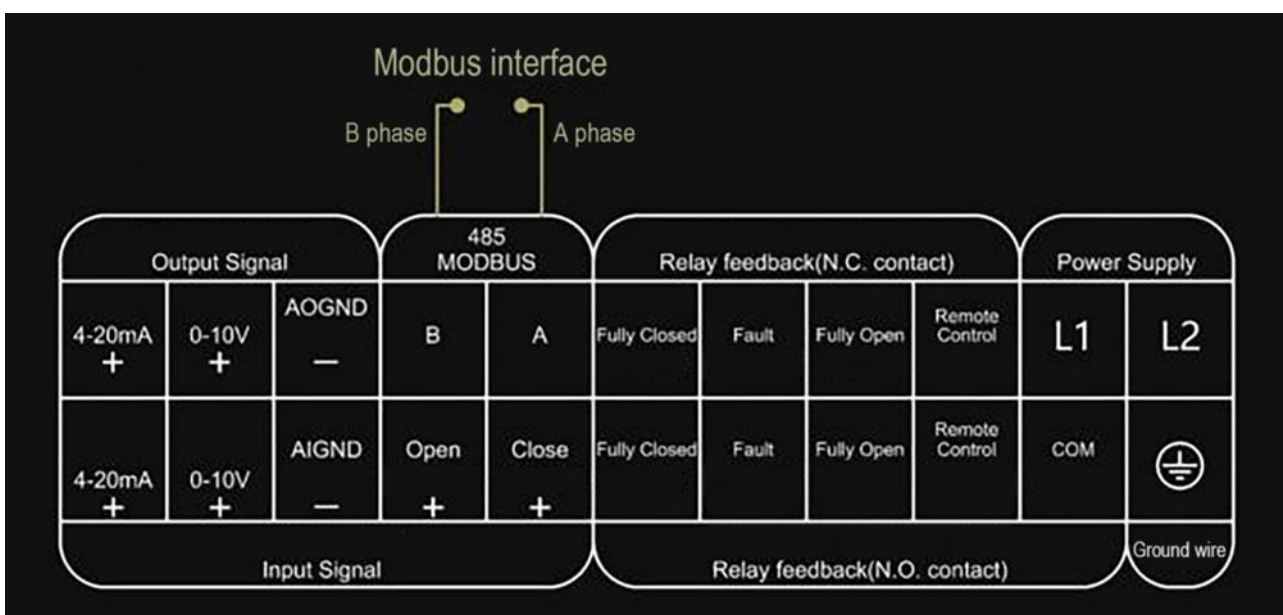 Modbus interface
B phase A phase
Output Signal
485
MODBUS
Relay feedback(N.C. contact)
Power Supply
4-20mA
+
0-10V
+
AOGND
—
B
A
Fully Closed
Fault
Fully Open
Remote
Control
L1
L2
4-20mA
+
0-10V
+
AIGND
—
Open
+
Close
+
Fully Closed
Fault
Fully Open
Remote
Control
COM
Input Signal
Relay feedback(N.O. contact)
Ground wire